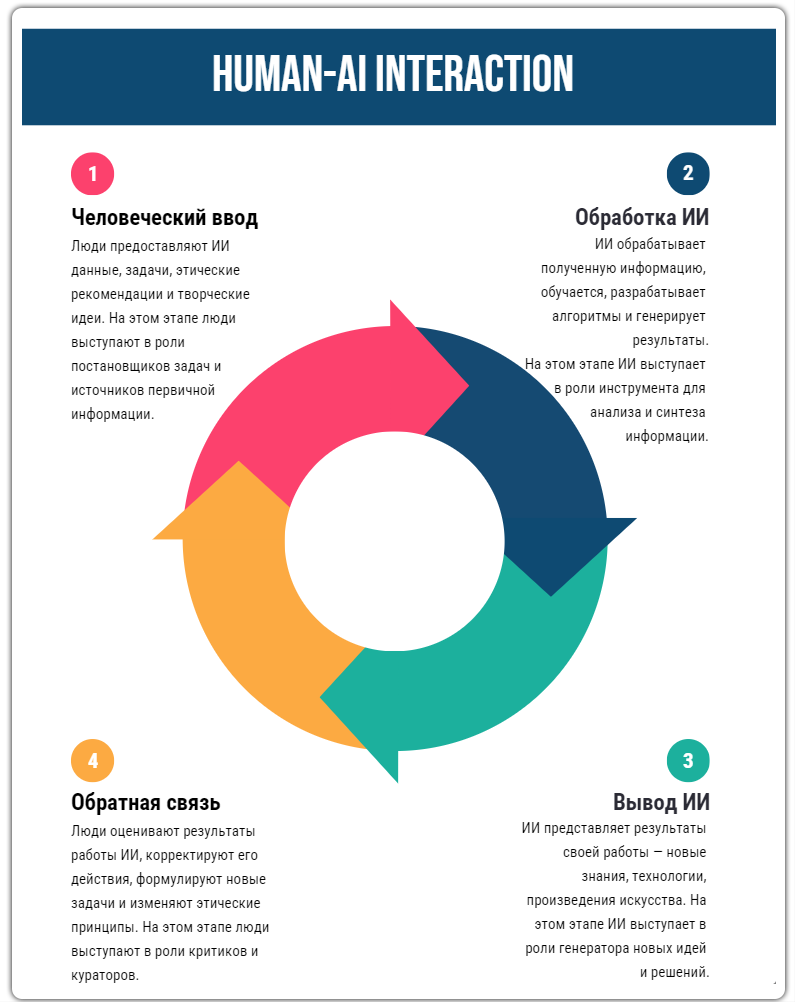 HUMAN-AI INTERACTION
1
Человеческий ввод
Люди предоставляют ИИ
данные, задачи, этические
рекомендации и творческие
идеи. На этом этапе люди
выступают в роли
постановщиков задач и
источников первичной
информации.
2
Обработка ИИ
ИИ обрабатывает
полученную информацию,
обучается, разрабатывает
алгоритмы и генерирует
результаты.
На этом этапе ИИ выступает
в роли инструмента для
анализа и синтеза
информации.
3
Вывод ИИ
ИИ представляет результаты
своей работы — новые
знания, технологии,
произведения искусства. На
этом этапе ИИ выступает в
роли генератора новых идей
и решений.
4
Обратная связь
Люди оценивают результаты
работы ИИ, корректируют его
действия, формулируют новые
задачи и изменяют этические
принципы. На этом этапе люди
выступают в роли критиков и
кураторов.